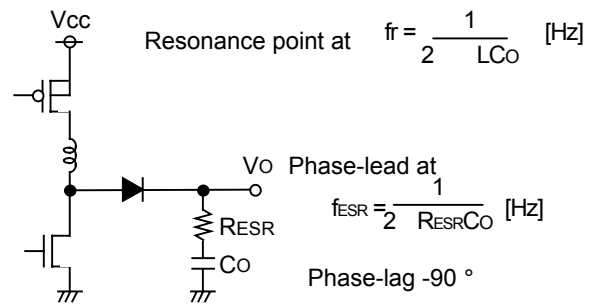 Vcc
Resonance point at fr = 1 / 2 LCO [Hz]
VO Phase-lead at
fESR = 1 / 2 RESRCO [Hz]
RESR
CO
Phase-lag -90 °